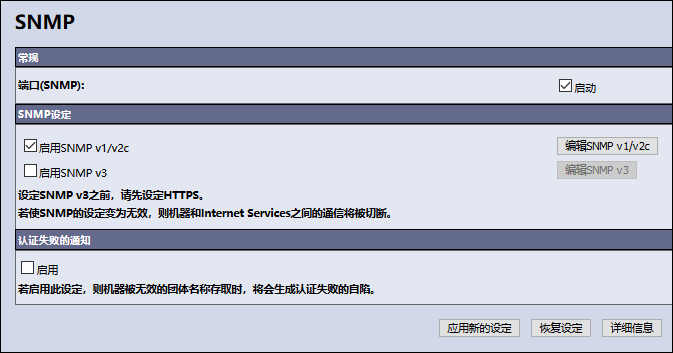 SNMP
常规
端口(SNMP):
启动
SNMP设定
启用SNMP v1/v2c
编辑SNMP v1/v2c
启用SNMP v3
编辑SNMP v3
设定SNMP v3之前，请先设定HTTPS。
若使SNMP的设定变为无效，则机器和Internet Services之间的通信将被切断。
认证失败的通知
启用
若启用此设定，则机器被无效的团体名称存取时，将会生成认证失败的自陷。
应用新的设定 恢复设定 详细信息